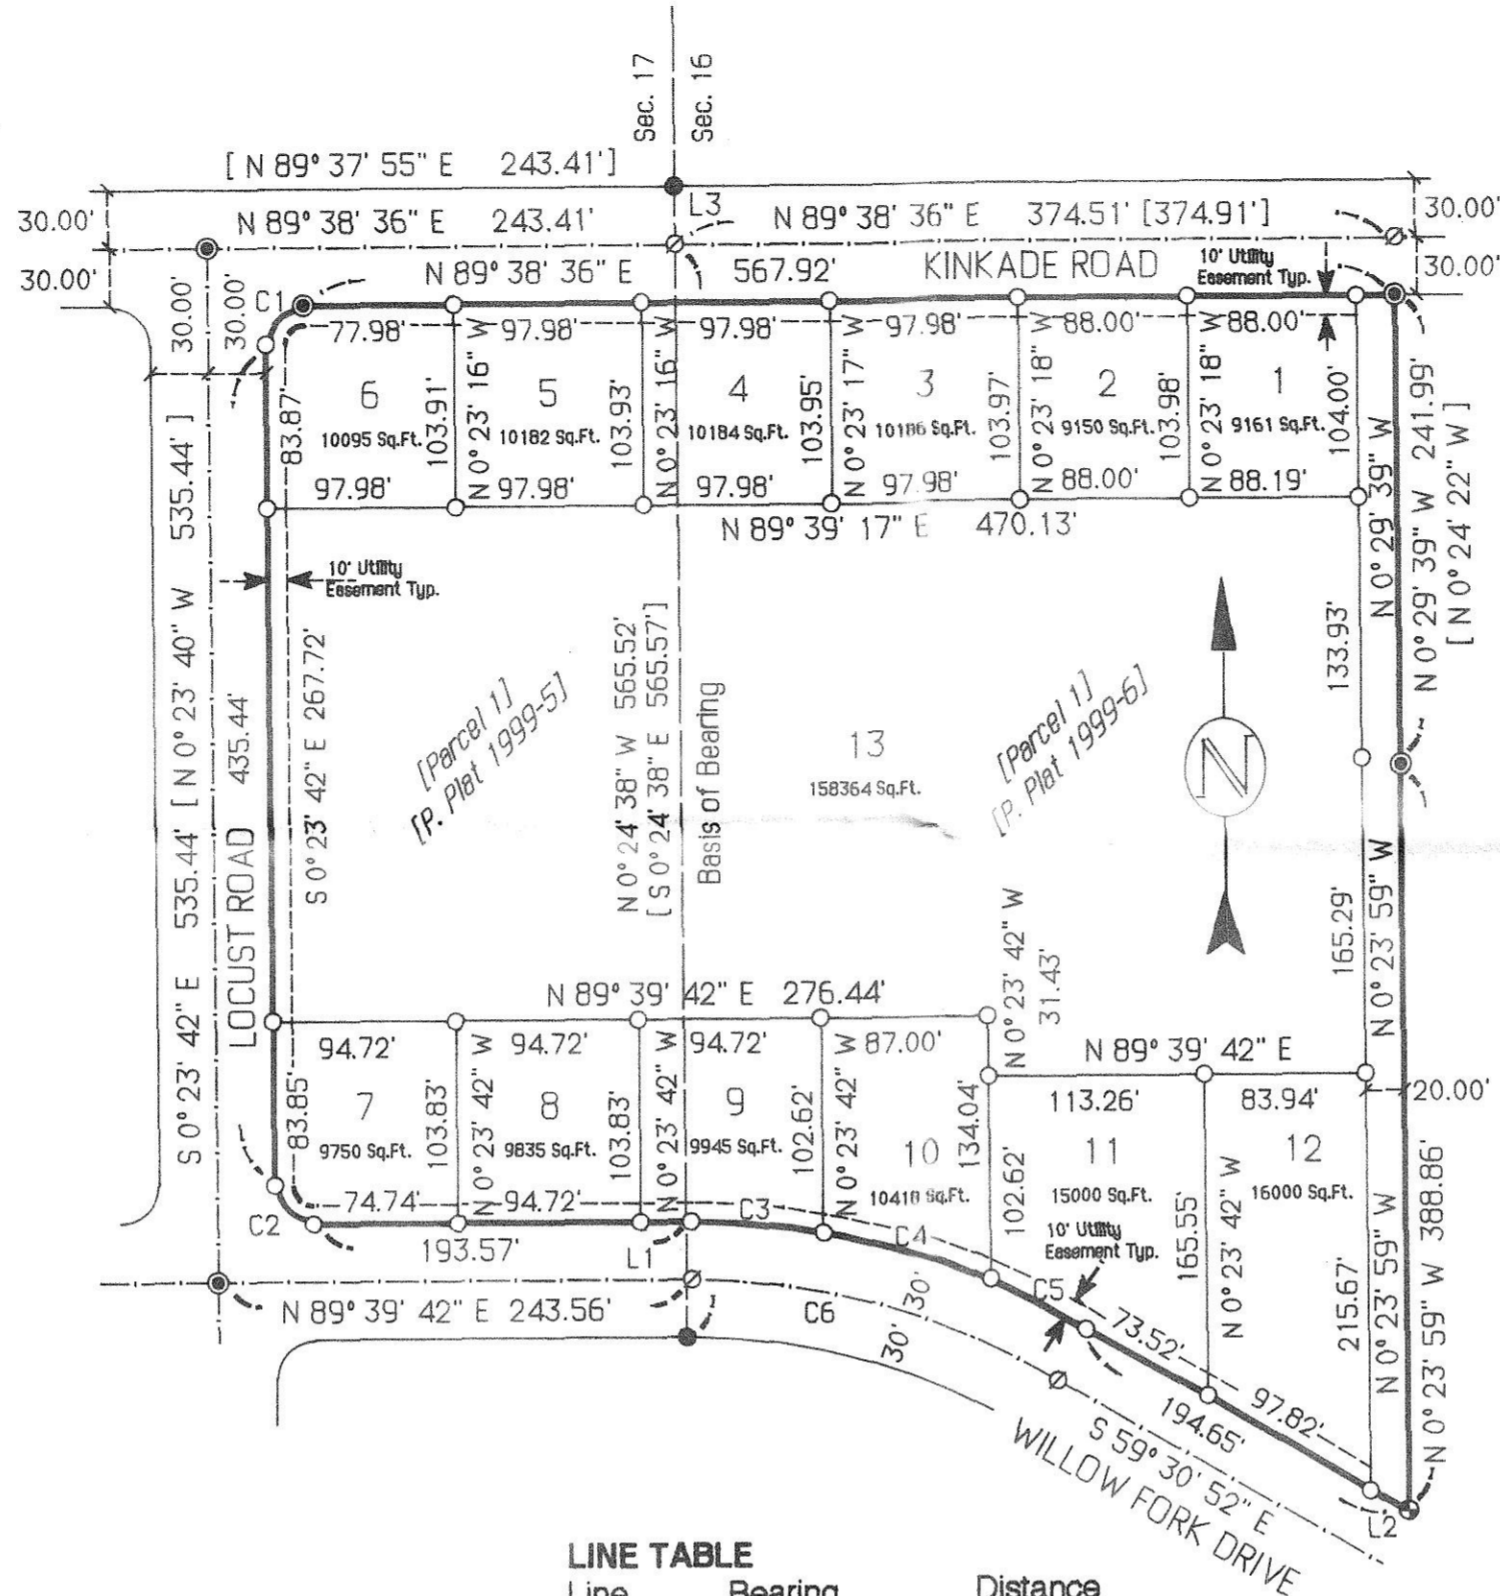 Sec. 17
Sec. 16
[ N 89° 37' 55" E 243.41' ]
L3
30.00'
N 89° 38' 36" E 243.41'
N 89° 38' 36" E 374.51' [374.91']
30.00'
30.00'
N 89° 38' 36" E 567.92'
KINKADE ROAD
10' Utility
Easement Typ.
30.00'
30.00'
30.00'
C1
77.98'
97.98'
97.98'
97.98'
88.00'
88.00'
83.87'
6
10095 Sq.Ft.
103.91'
N 0° 23' 16" W
5
10182 Sq.Ft.
103.93'
N 0° 23' 16" W
4
10184 Sq.Ft.
103.95'
N 0° 23' 17" W
3
10186 Sq.Ft.
103.97'
N 0° 23' 18" W
2
9150 Sq.Ft.
103.98'
N 0° 23' 18" W
1
9161 Sq.Ft.
104.00'
N 0° 29' 39" W
N 0° 29' 39" W 241.99'
[ N 0° 24' 22" W ]
97.98'
97.98'
97.98'
97.98'
88.00'
88.19'
N 89° 39' 17" E 470.13'
10' Utility
Easement Typ.
S 0° 23' 42" E 535.44' [ N 0° 23' 40" W 535.44' ]
LOCUST ROAD 435.44'
S 0° 23' 42" E 267.72'
[Parcel 1]
[P. Plat 1999-5]
N 0° 24' 38" W 565.52'
[ S 0° 24' 38" E 565.57']
Basis of Bearing
13
158364 Sq.Ft.
[Parcel 1]
[P. Plat 1999-6]
N
133.93'
165.29'
N 0° 23' 59" W
N 0° 23' 42" W
31.43'
N 89° 39' 42" E 276.44'
94.72'
94.72'
94.72'
87.00'
N 89° 39' 42" E
113.26'
83.94'
20.00'
83.85'
7
9750 Sq.Ft.
103.83'
N 0° 23' 42" W
8
9835 Sq.Ft.
103.83'
N 0° 23' 42" W
9
9945 Sq.Ft.
102.62'
N 0° 23' 42" W
10
10418 Sq.Ft.
134.04'
102.62'
11
15000 Sq.Ft.
165.55'
N 0° 23' 42" W
12
16000 Sq.Ft.
215.67'
N 0° 23' 59" W
N 0° 23' 59" W 388.86'
10' Utility
Easement Typ.
C2
74.74'
94.72'
C3
C4
C5
193.57'
L1
N 89° 39' 42" E 243.56'
C6
30'
30'
73.52'
97.82'
194.65'
S 59° 30' 52" E
WILLOW FORK DRIVE
L2
LINE TABLE
Line Bearing Distance